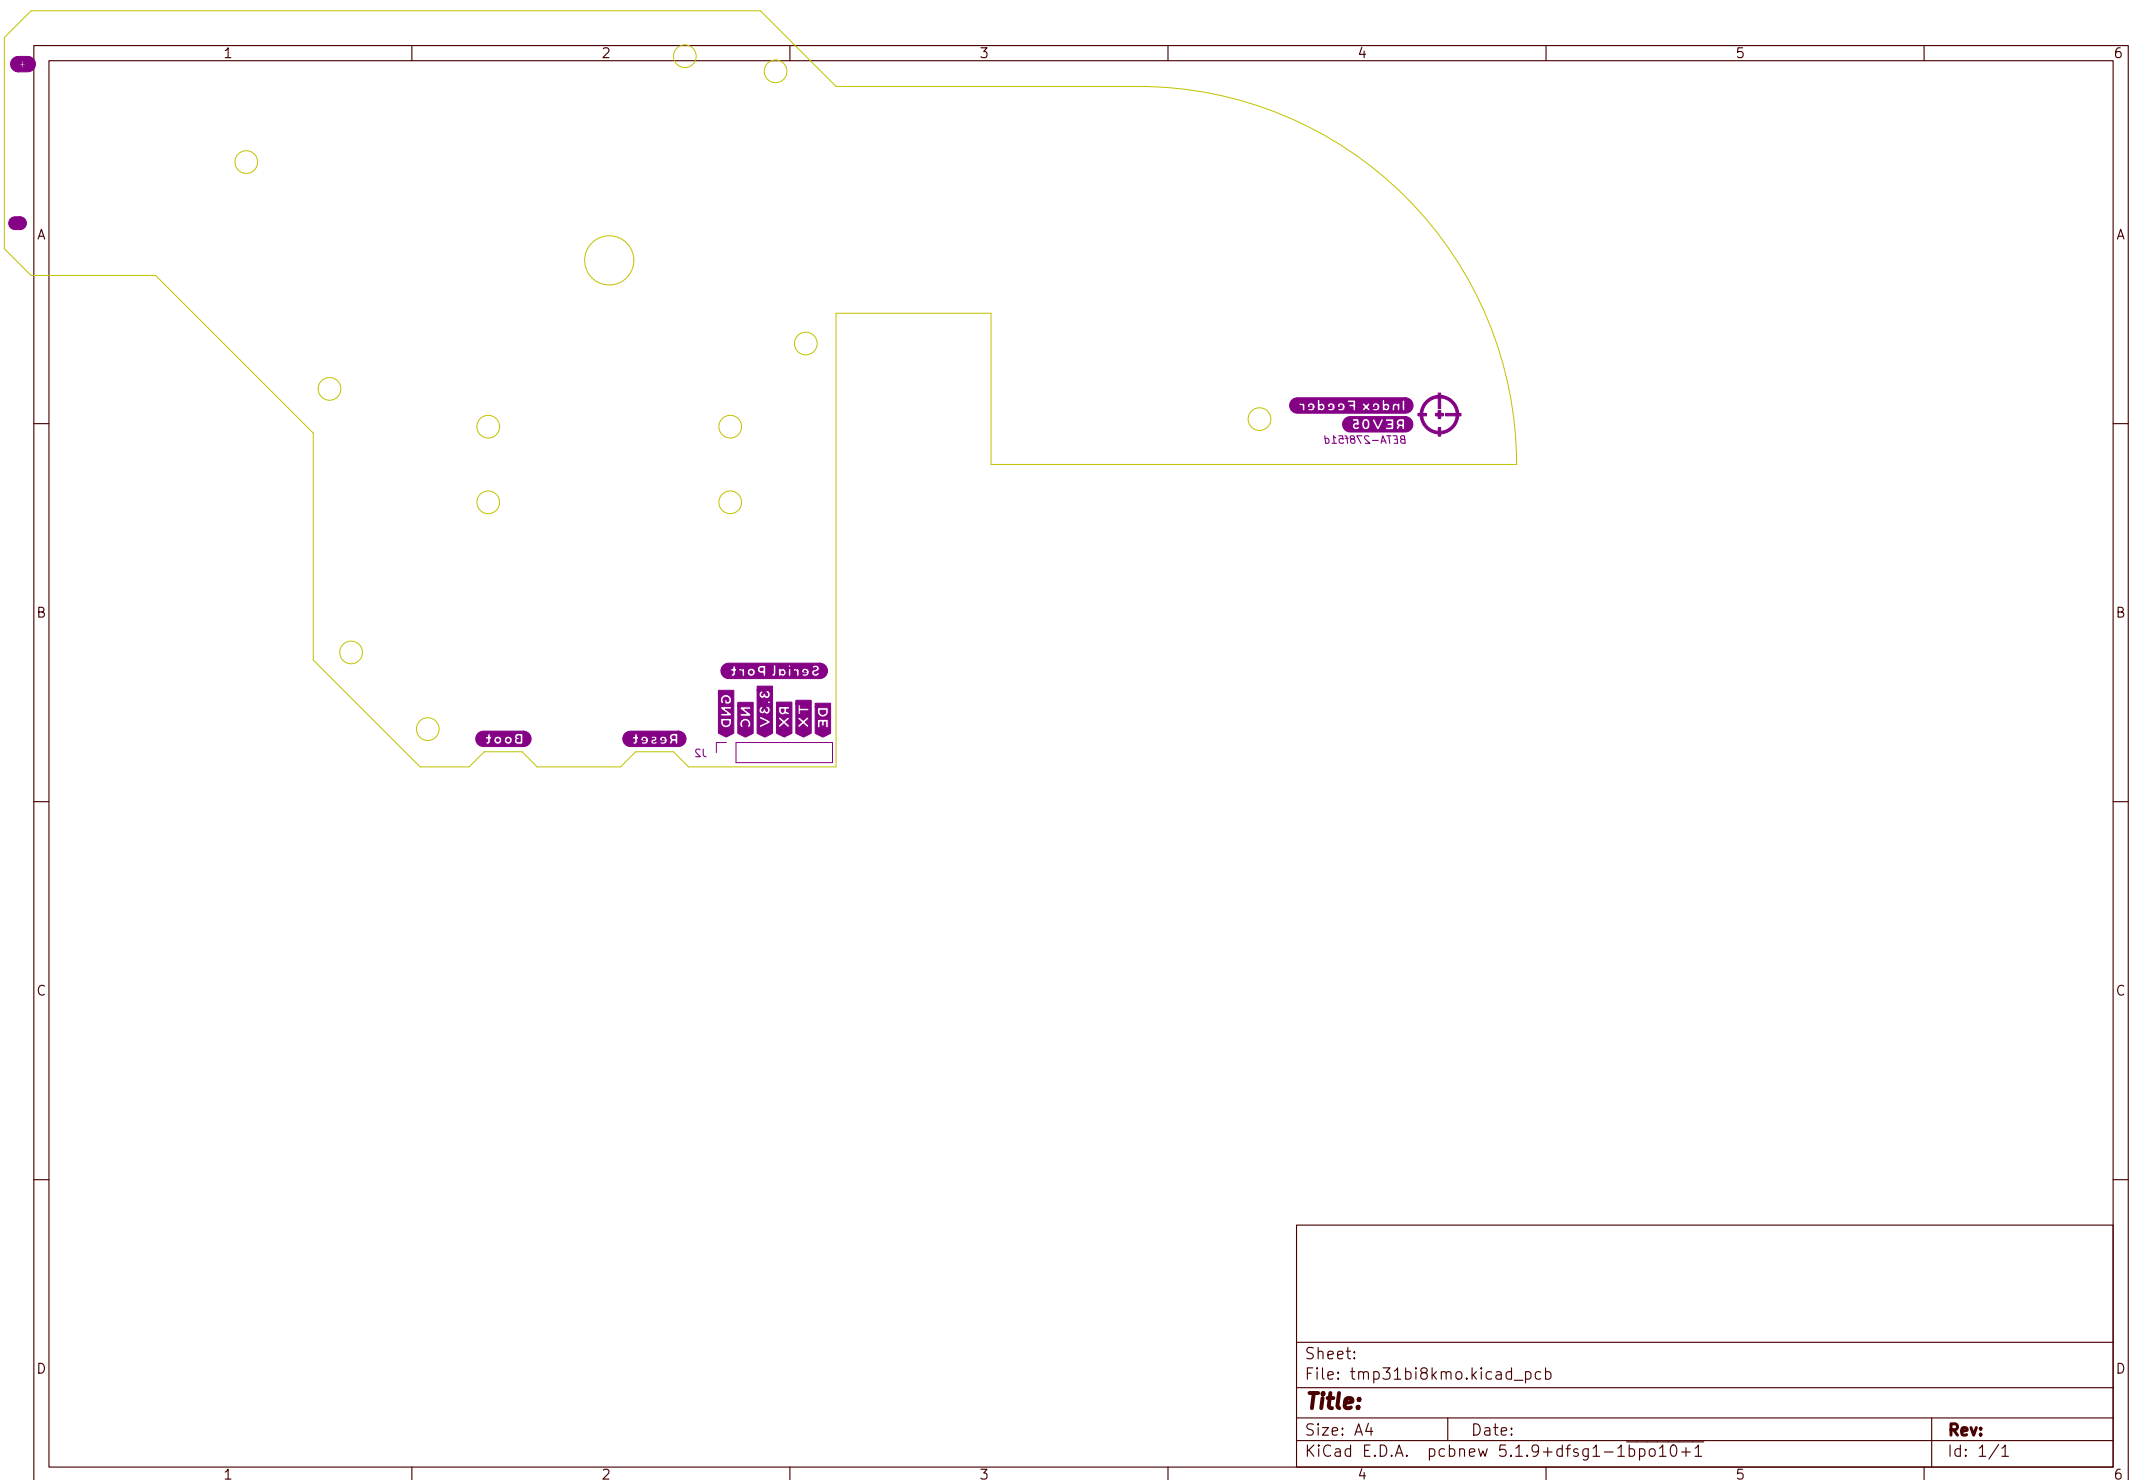 1 2 3 4 5 6
+
A A
Index Feeder
REV05
BETA-278f51d
B B
Serial Port
GND NC 3.3V RX TX DE
Boot Reset J2
C C
Sheet:
File: tmp31bi8kmo.kicad_pcb
D D
Title:
Size: A4 Date: Rev:
KiCad E.D.A. pcbnew 5.1.9+dfsg1-1bpo10+1 Id: 1/1
1 2 3 4 5 6